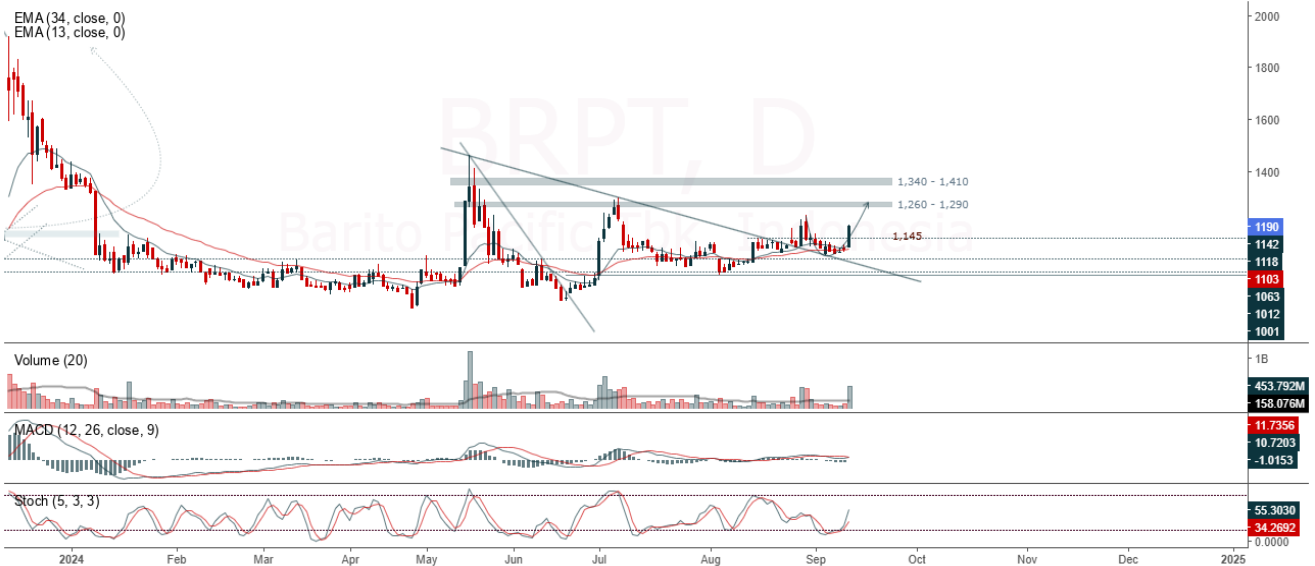 EMA (34, close, 0)
EMA (13, close, 0)
BRPT, D
Barito Pacific Tbk, Indonesia
2000
1800
1600
1400
1,340 - 1,410
1,260 - 1,290
1,145
1190
1142
1118
1103
1063
1012
1001
Volume (20)
1B
453.792M
158.076M
MACD (12, 26, close, 9)
11.7356
10.7203
-1.0153
Stoch (5, 3, 3)
55.3030
34.2692
0.0000
2024 Feb Mar Apr May Jun Jul Aug Sep Oct Nov Dec 2025